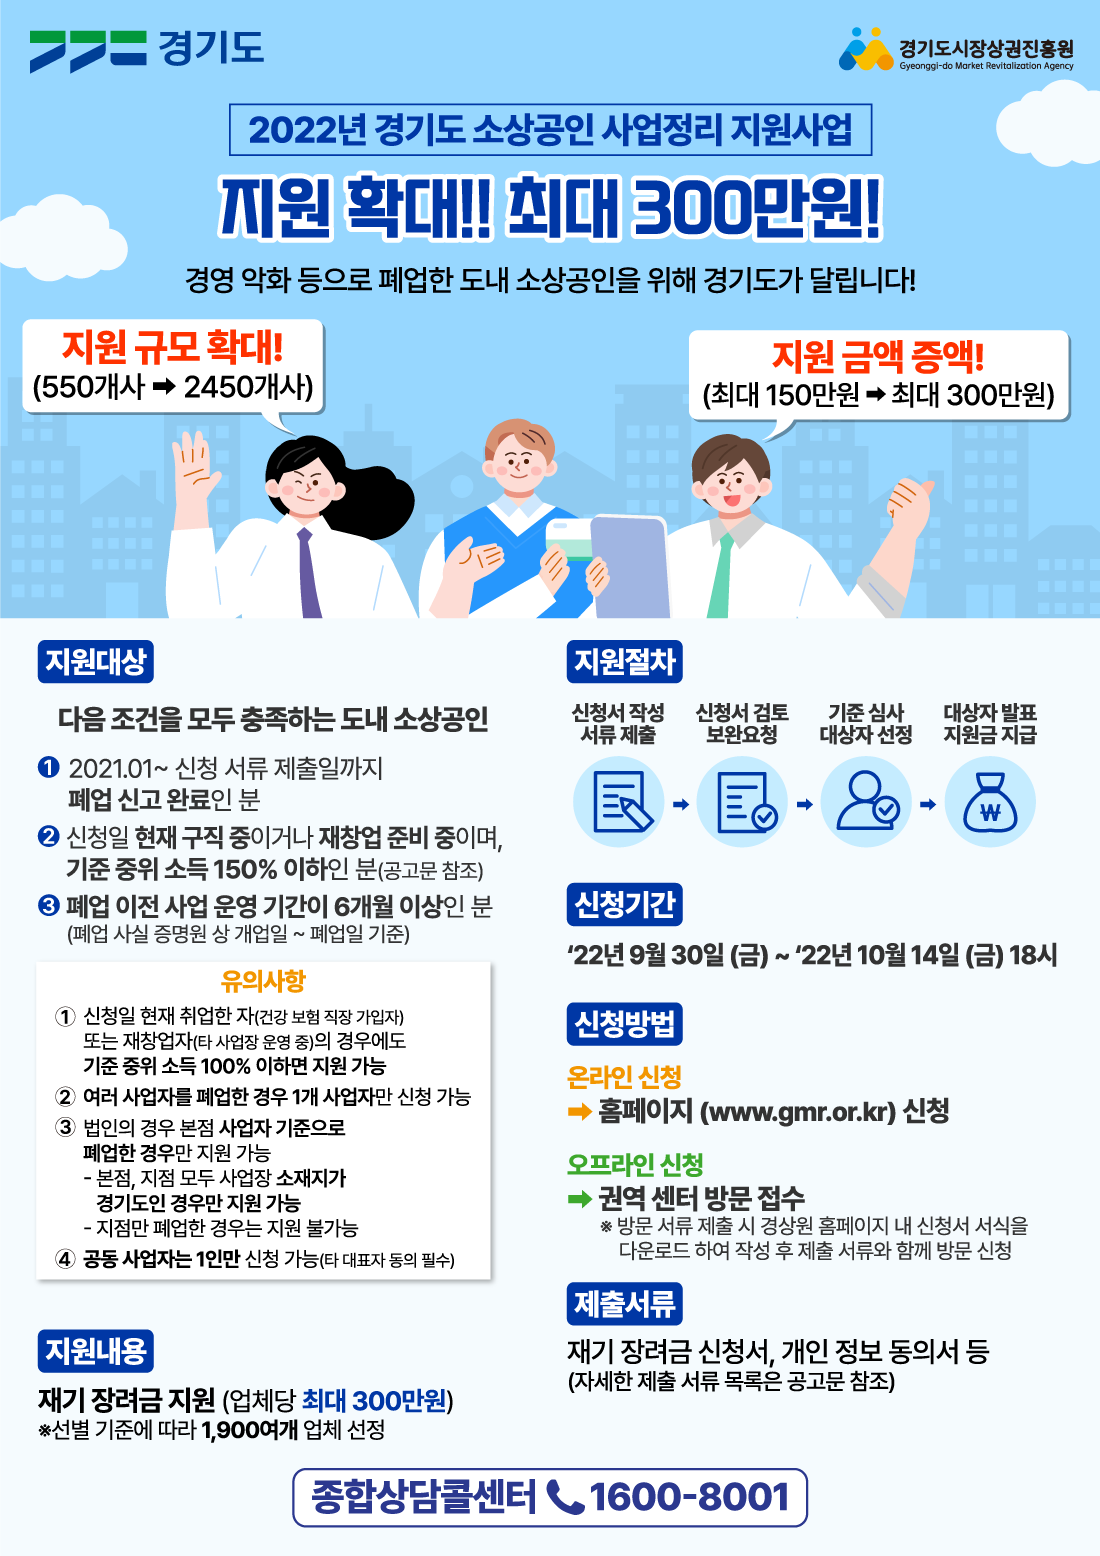 경기도
경기도시장상권진흥원
Gyeonggi-do Market Revitalization Agency
2022년 경기도 소상공인 사업정리 지원사업
지원 확대!! 최대 300만원!
경영 악화 등으로 폐업한 도내 소상공인을 위해 경기도가 달립니다!
지원 규모 확대!
(550개사 ➡ 2450개사)
지원 금액 증액!
(최대 150만원 ➡ 최대 300만원)
지원대상
다음 조건을 모두 충족하는 도내 소상공인
❶ 2021.01~ 신청 서류 제출일까지
폐업 신고 완료인 분
❷ 신청일 현재 구직 중이거나 재창업 준비 중이며,
기준 중위 소득 150% 이하인 분(공고문 참조)
❸ 폐업 이전 사업 운영 기간이 6개월 이상인 분
(폐업 사실 증명원 상 개업일 ~ 폐업일 기준)
유의사항
① 신청일 현재 취업한 자(건강 보험 직장 가입자)
또는 재창업자(타 사업장 운영 중)의 경우에도
기준 중위 소득 100% 이하면 지원 가능
② 여러 사업자를 폐업한 경우 1개 사업자만 신청 가능
③ 법인의 경우 본점 사업자 기준으로
폐업한 경우만 지원 가능
- 본점, 지점 모두 사업장 소재지가
경기도인 경우만 지원 가능
- 지점만 폐업한 경우는 지원 불가능
④ 공동 사업자는 1인만 신청 가능(타 대표자 동의 필수)
지원내용
재기 장려금 지원 (업체당 최대 300만원)
※선별 기준에 따라 1,900여개 업체 선정
지원절차
신청서 작성
서류 제출
신청서 검토
보완요청
기준 심사
대상자 선정
대상자 발표
지원금 지급
₩
신청기간
‘22년 9월 30일 (금) ~ ‘22년 10월 14일 (금) 18시
신청방법
온라인 신청
➡ 홈페이지 (www.gmr.or.kr) 신청
오프라인 신청
➡ 권역 센터 방문 접수
※ 방문 서류 제출 시 경상원 홈페이지 내 신청서 서식을
다운로드 하여 작성 후 제출 서류와 함께 방문 신청
제출서류
재기 장려금 신청서, 개인 정보 동의서 등
(자세한 제출 서류 목록은 공고문 참조)
종합상담콜센터 📞1600-8001